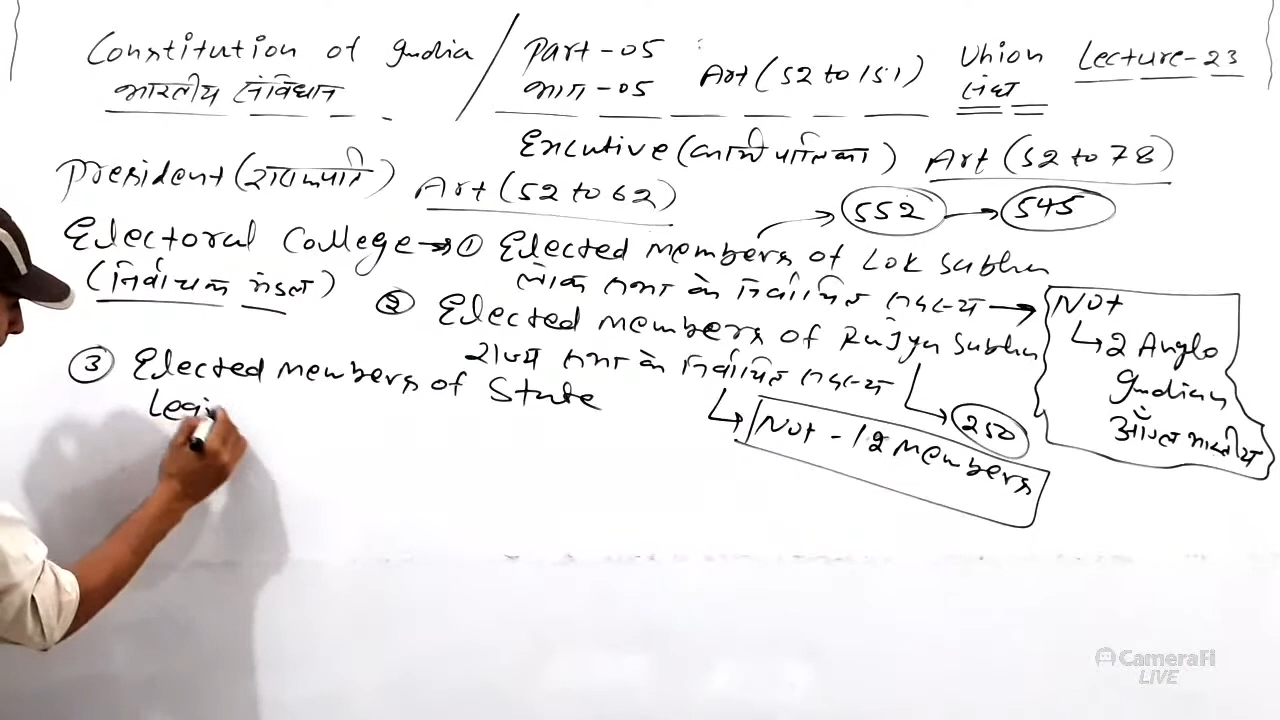 Constitution of India / Part-05 Art (52 to 151) Union Lecture-23
भारतीय संविधान भाग-05 संघ
Executive (कार्यपालिका) Art (52 to 78)
President (राष्ट्रपति) Art (52 to 62)
552 → 545
Electoral College → ① Elected members of Lok Sabha
(निर्वाचक मंडल) लोक सभा के निर्वाचित सदस्य →
Not
2 Anglo
Indian
आँग्ल भारतीय
② Elected members of Rajya Sabha
राज्य सभा के निर्वाचित सदस्य
250
Not - 12 members
③ Elected members of State
Legi
CameraFi
LIVE